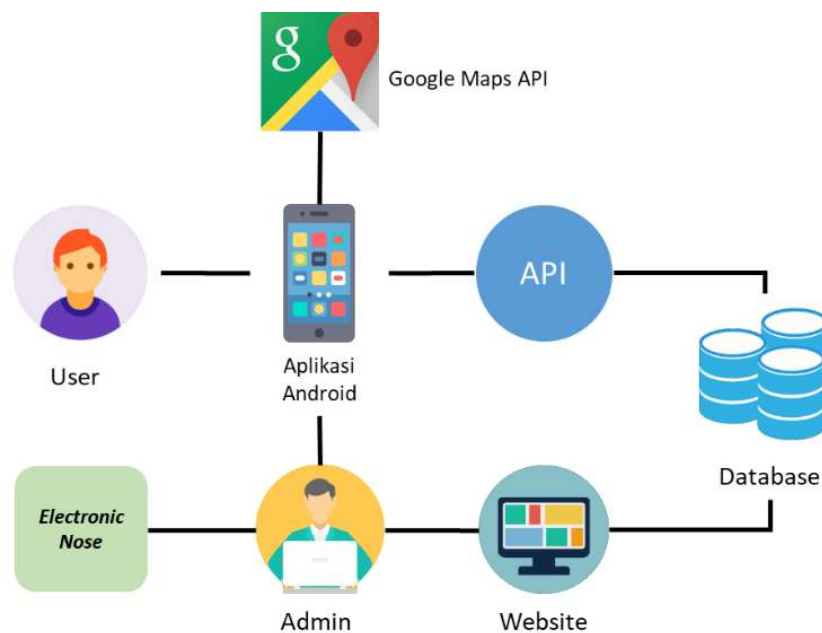 g
Google Maps API
API
User
Aplikasi
Android
Database
Electronic
Nose
Admin
Website